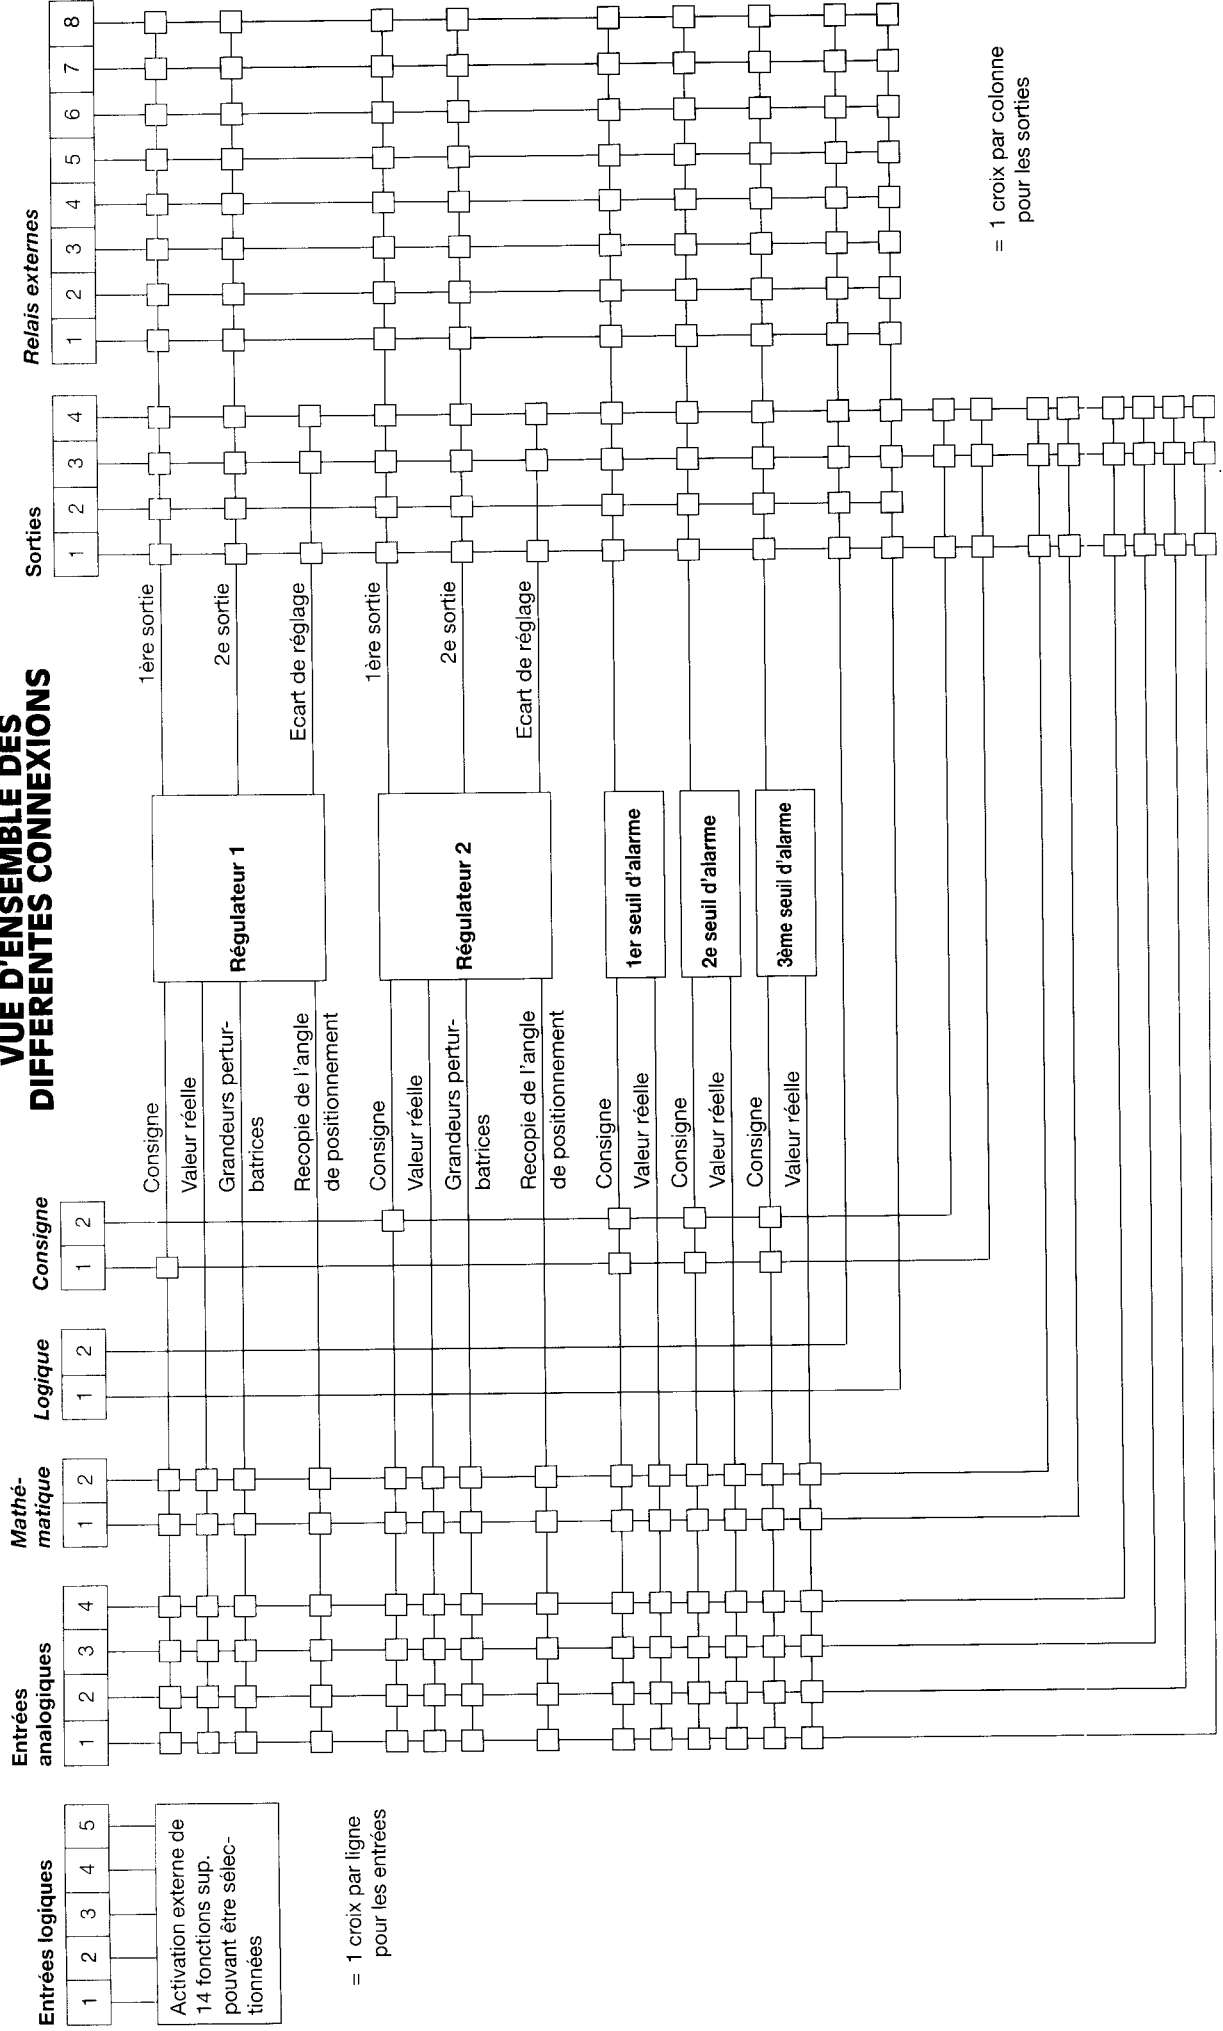 VUE D'ENSEMBLE DES
DIFFERENTES CONNEXIONS
Entrées logiques
1 2 3 4 5
Activation externe de
14 fonctions sup.
pouvant être sélec-
tionnées
= 1 croix par ligne
pour les entrées
Entrées
analogiques
1 2 3 4
Mathé-
matique
1 2
Logique
1 2
Consigne
1 2
Consigne
Valeur réelle
Grandeurs pertur-
batrices
Recopie de l'angle
de positionnement
Consigne
Valeur réelle
Grandeurs pertur-
batrices
Recopie de l'angle
de positionnement
Consigne
Valeur réelle
Consigne
Valeur réelle
Consigne
Valeur réelle
Régulateur 1
Régulateur 2
1er seuil d'alarme
2e seuil d'alarme
3ème seuil d'alarme
1ère sortie
2e sortie
Ecart de réglage
1ère sortie
2e sortie
Ecart de réglage
Sorties
1 2 3 4
Relais externes
1 2 3 4 5 6 7 8
= 1 croix par colonne
pour les sorties